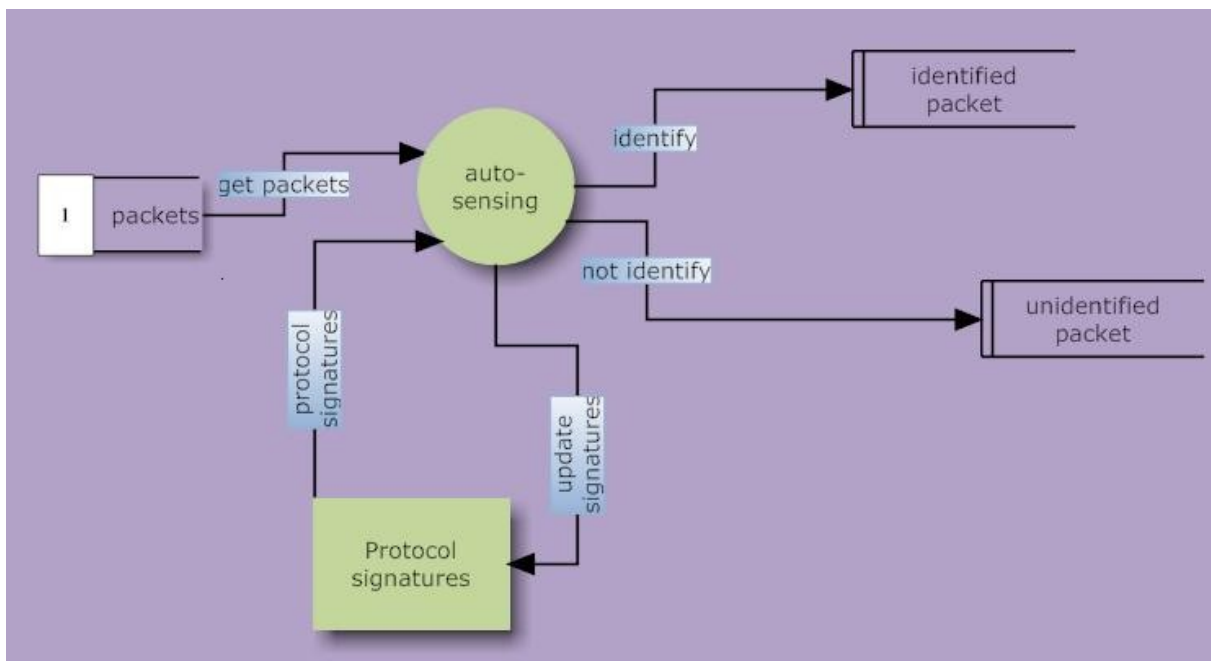 identified
packet
identify
auto-
sensing
get packets
1
packets
not identify
unidentified
packet
protocol
signatures
update
signatures
Protocol
signatures